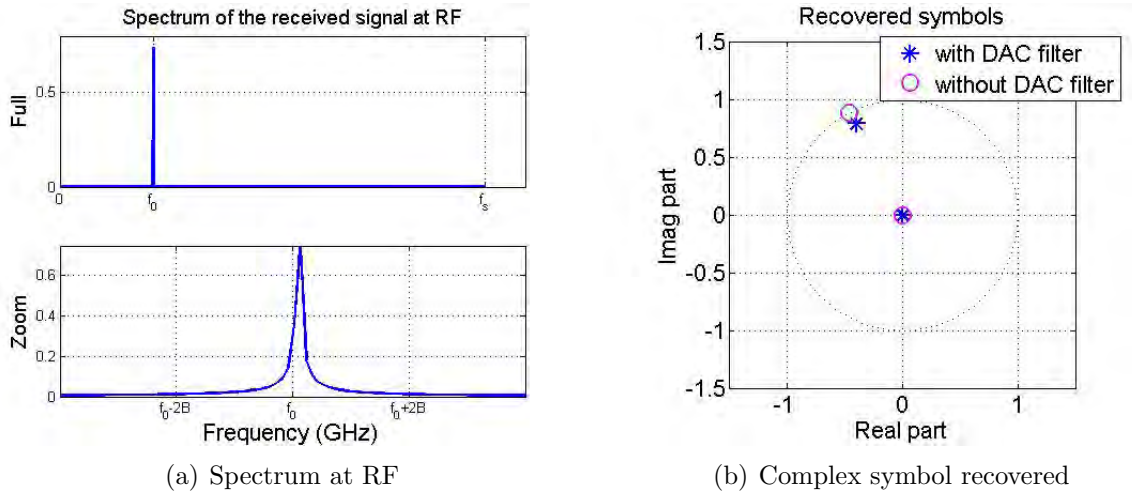 Spectrum of the received signal at RF
Full
0.5
0
0 f₀ fₛ
Zoom
0.6
0.4
0.2
0
f₀-2B f₀ f₀+2B
Frequency (GHz)
(a) Spectrum at RF
Recovered symbols
with DAC filter
without DAC filter
Imag part
1.5
1
0.5
0
-0.5
-1
-1.5
-1 0 1
Real part
(b) Complex symbol recovered